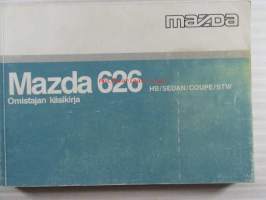 mazda
Mazda 626 HB/SEDAN/COUPE/STW
Omistajan käsikirja